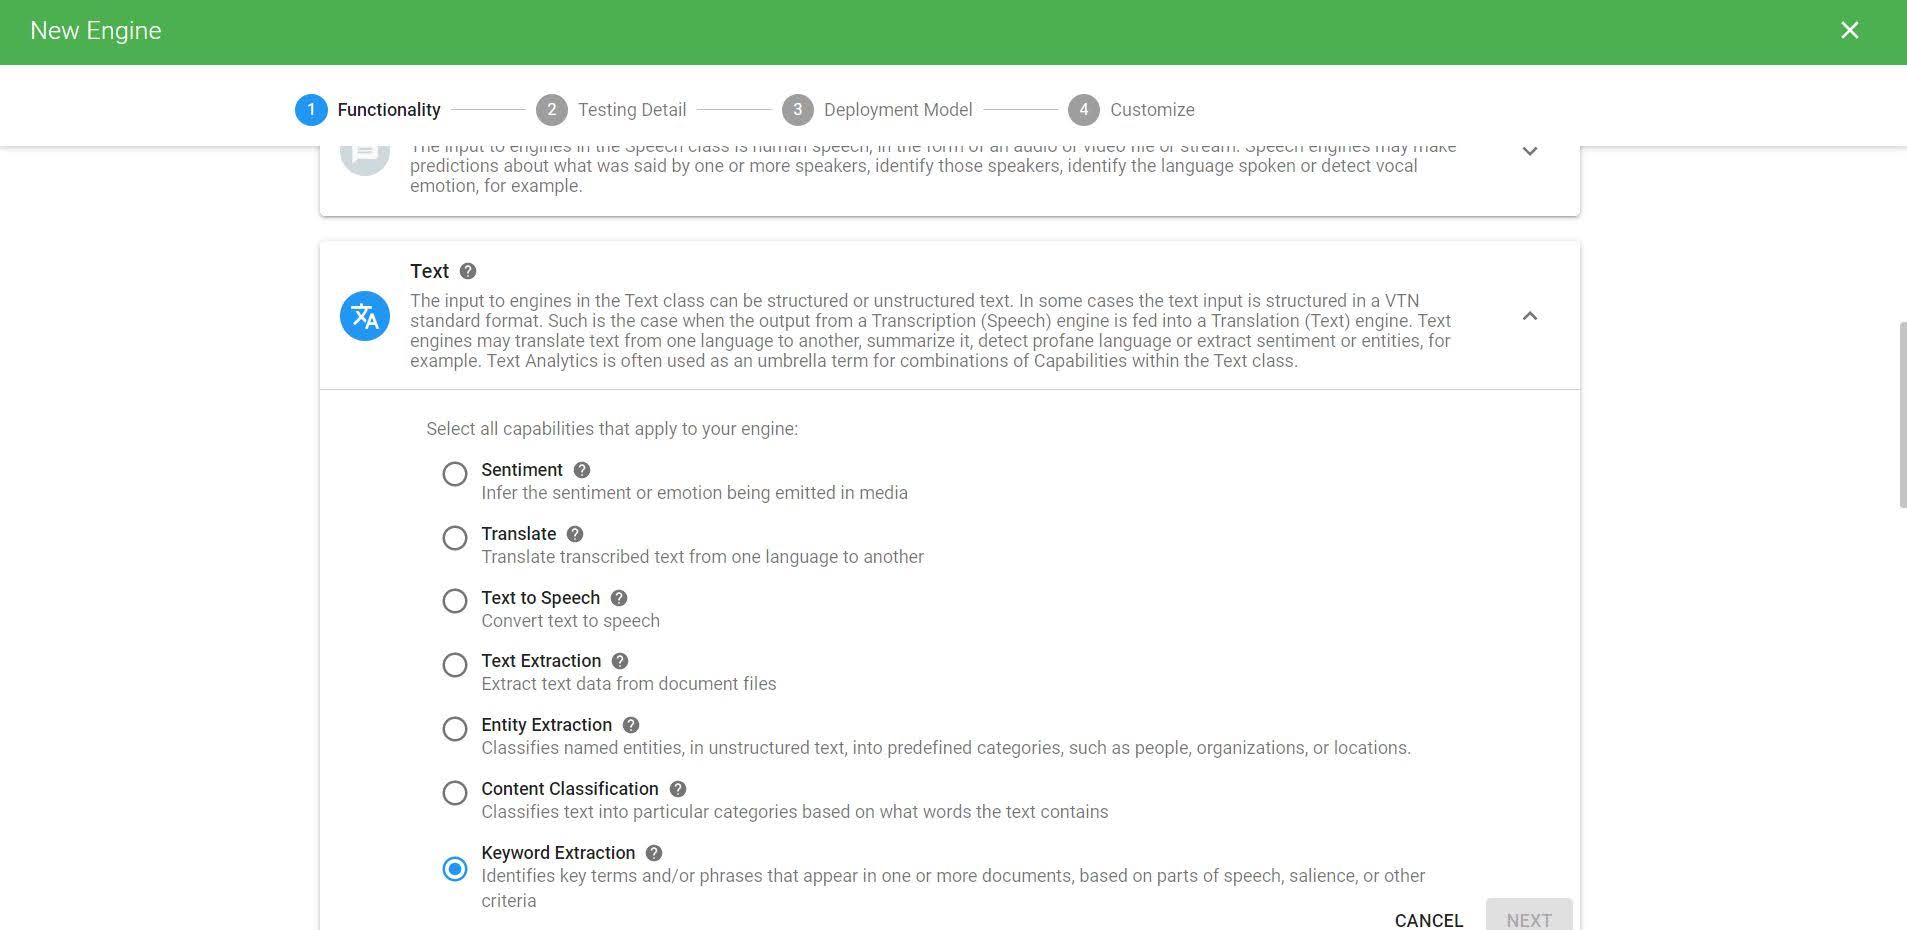 New Engine
1 Functionality 2 Testing Detail 3 Deployment Model 4 Customize
The input to engines in the Speech class is human speech, in the form of an audio or video file or stream. Speech engines may make
predictions about what was said by one or more speakers, identify those speakers, identify the language spoken or detect vocal
emotion, for example.
Text
The input to engines in the Text class can be structured or unstructured text. In some cases the text input is structured in a VTN
standard format. Such is the case when the output from a Transcription (Speech) engine is fed into a Translation (Text) engine. Text
engines may translate text from one language to another, summarize it, detect profane language or extract sentiment or entities, for
example. Text Analytics is often used as an umbrella term for combinations of Capabilities within the Text class.
Select all capabilities that apply to your engine:
Sentiment
Infer the sentiment or emotion being emitted in media
Translate
Translate transcribed text from one language to another
Text to Speech
Convert text to speech
Text Extraction
Extract text data from document files
Entity Extraction
Classifies named entities, in unstructured text, into predefined categories, such as people, organizations, or locations.
Content Classification
Classifies text into particular categories based on what words the text contains
Keyword Extraction
Identifies key terms and/or phrases that appear in one or more documents, based on parts of speech, salience, or other
criteria
CANCEL NEXT